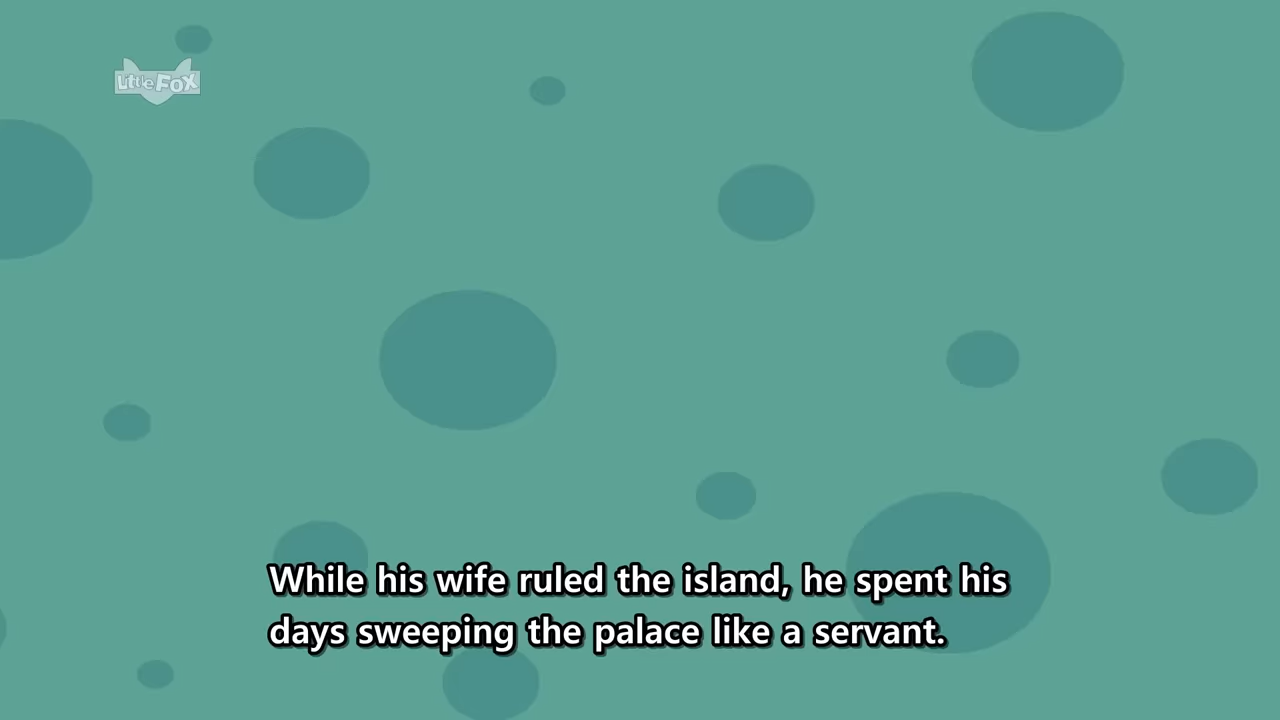 Little Fox
While his wife ruled the island, he spent his
days sweeping the palace like a servant.